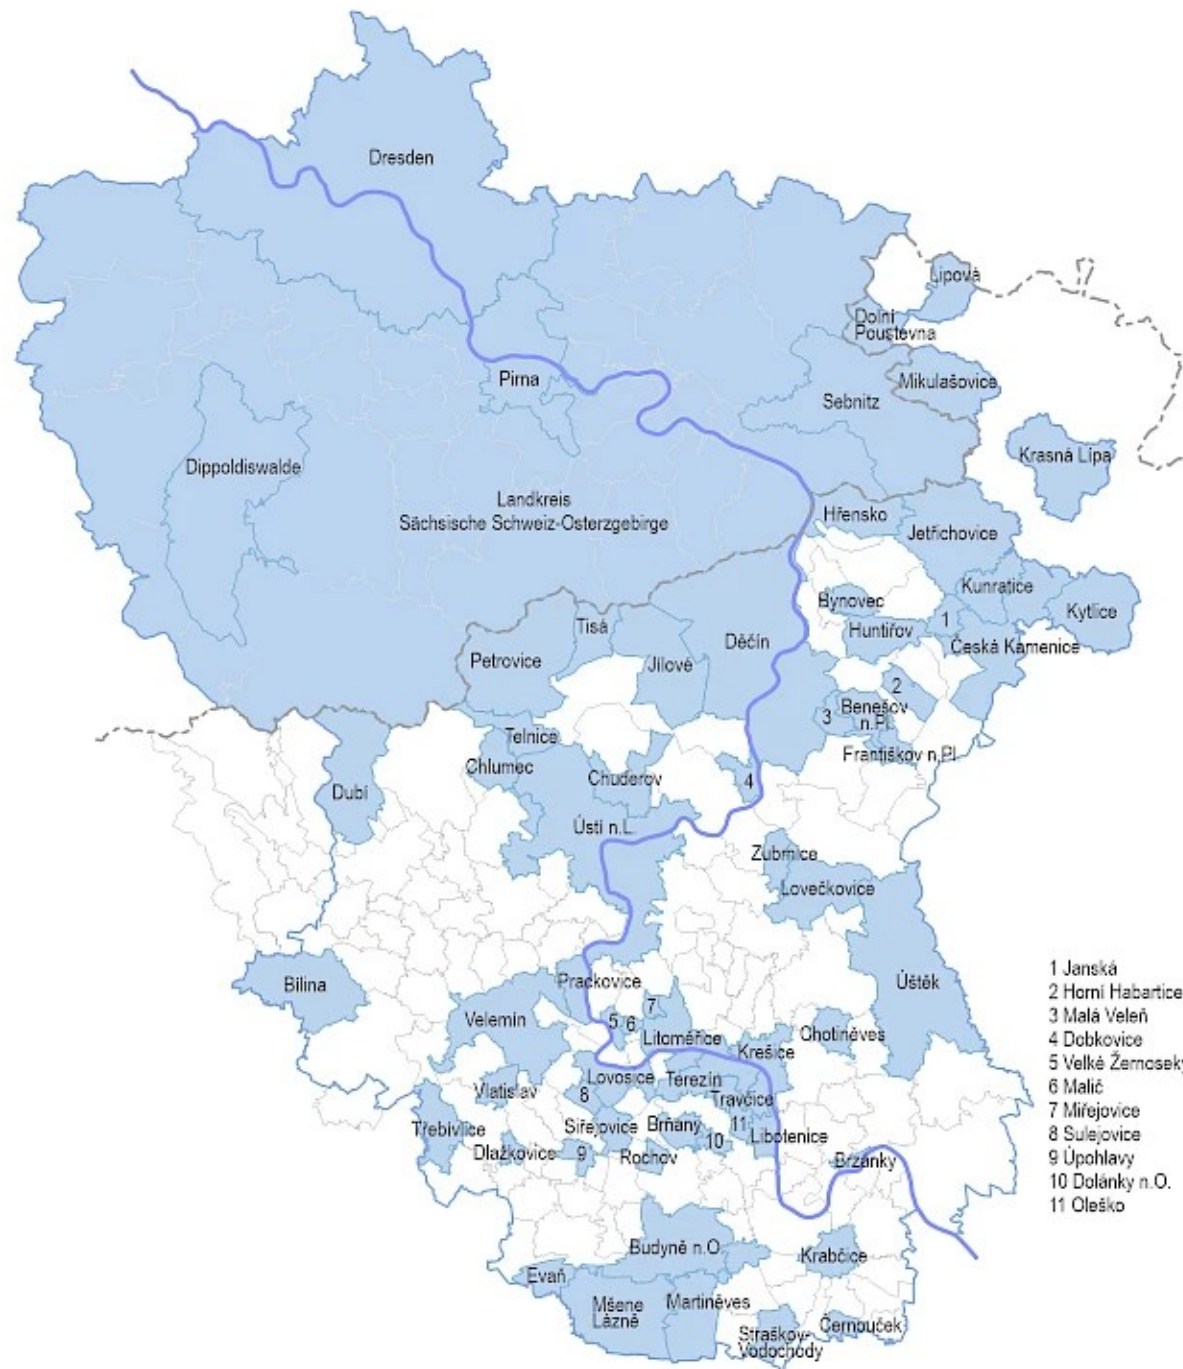 Dresden
Lipová
Dolní
Poustevna
Pirna
Mikulašovice
Sebnitz
Krasná Lípa
Dippoldiswalde
Landkreis
Sächsische Schweiz-Osterzgebirge
Hřensko
Jetřichovice
Kunratice
Bynovec
Kytlice
Tisá
1
Huntířov
Děčín
Česká Kamenice
Petrovice
Jílové
2
Benešov
n.Pl.
3
Telnice
Františkov n.Pl
Chlumec
Chuderov
4
Dubí
Ústí n.L.
Zubrnice
Lovečkovice
Bílina
Prackovice
Úštěk
Velemín
7
5
6
Litoměřice
Chotiněves
Krešice
Lovosice
Terezín
Vlatislav
8
Travčice
Třebívlice
Siřejovice
Brňany
11
Libotenice
10
Dlažkovice
9
Rochov
Brzánky
1 Janská
2 Horní Habartice
3 Malá Veleň
4 Dobkovice
5 Velké Žernoseky
6 Malíč
7 Miřejovice
8 Sulejovice
9 Úpohlavy
10 Dolánky n.O.
11 Oleško
Budyně n.O.
Krabčice
Evaň
Mšené
Lázně
Martiněves
Straškov-
Vodochody
Černouček